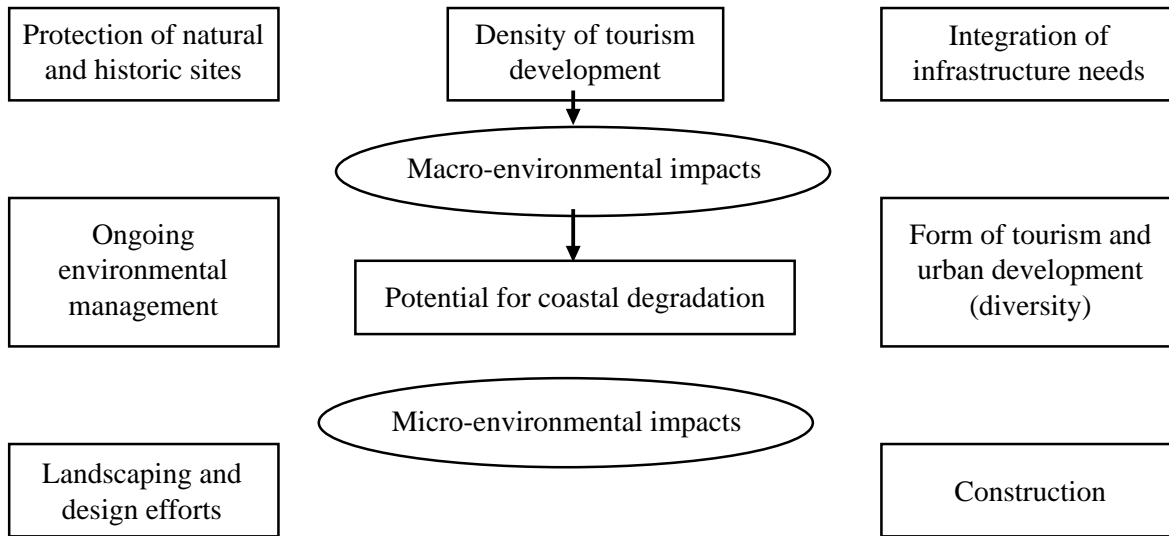 Protection of natural
and historic sites
Density of tourism
development
Integration of
infrastructure needs
Macro-environmental impacts
Ongoing
environmental
management
Potential for coastal degradation
Form of tourism and
urban development
(diversity)
Micro-environmental impacts
Landscaping and
design efforts
Construction